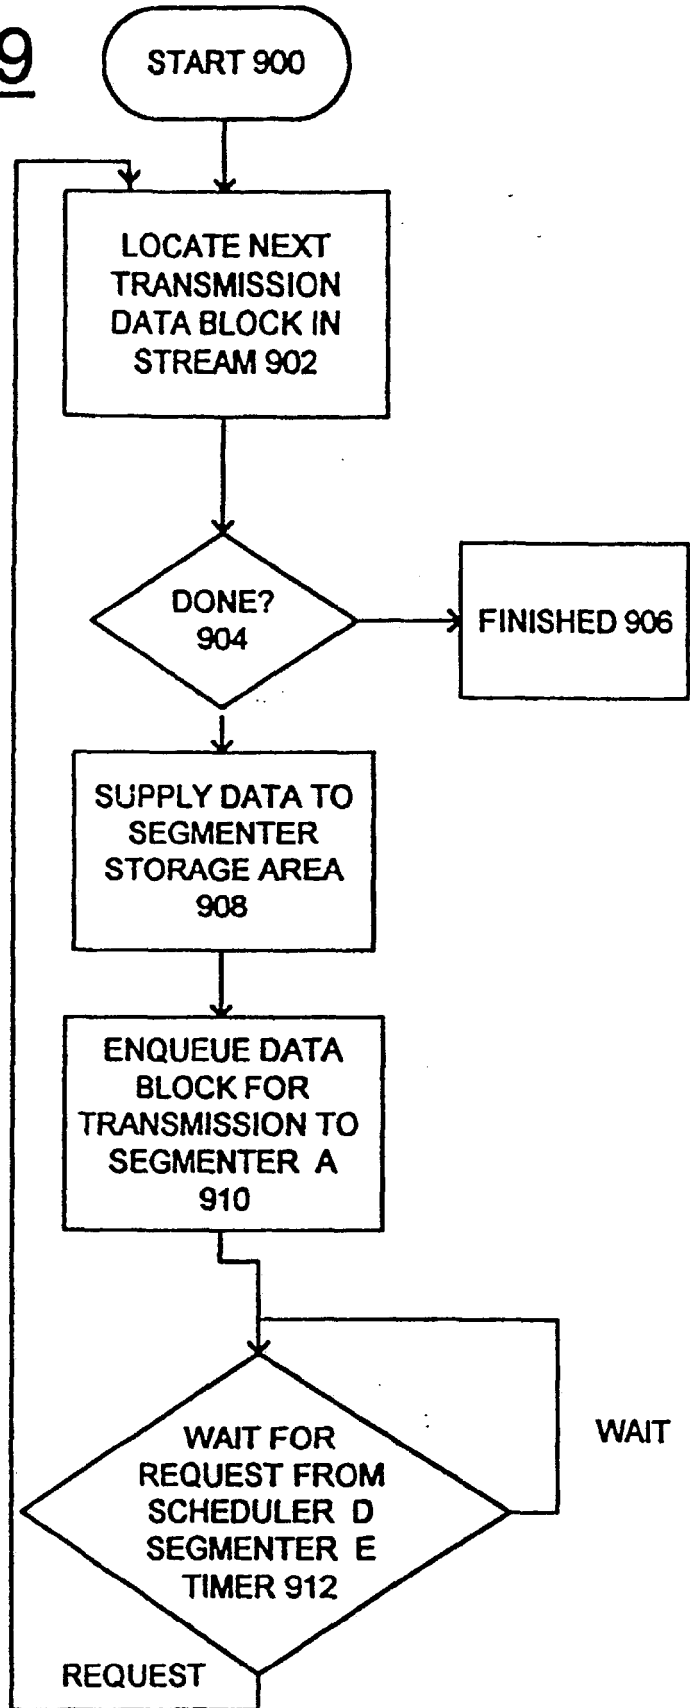 9
START 900
LOCATE NEXT
TRANSMISSION
DATA BLOCK IN
STREAM 902
DONE?
904
FINISHED 906
SUPPLY DATA TO
SEGMENTER
STORAGE AREA
908
ENQUEUE DATA
BLOCK FOR
TRANSMISSION TO
SEGMENTER A
910
WAIT FOR
REQUEST FROM
SCHEDULER D
SEGMENTER E
TIMER 912
WAIT
REQUEST